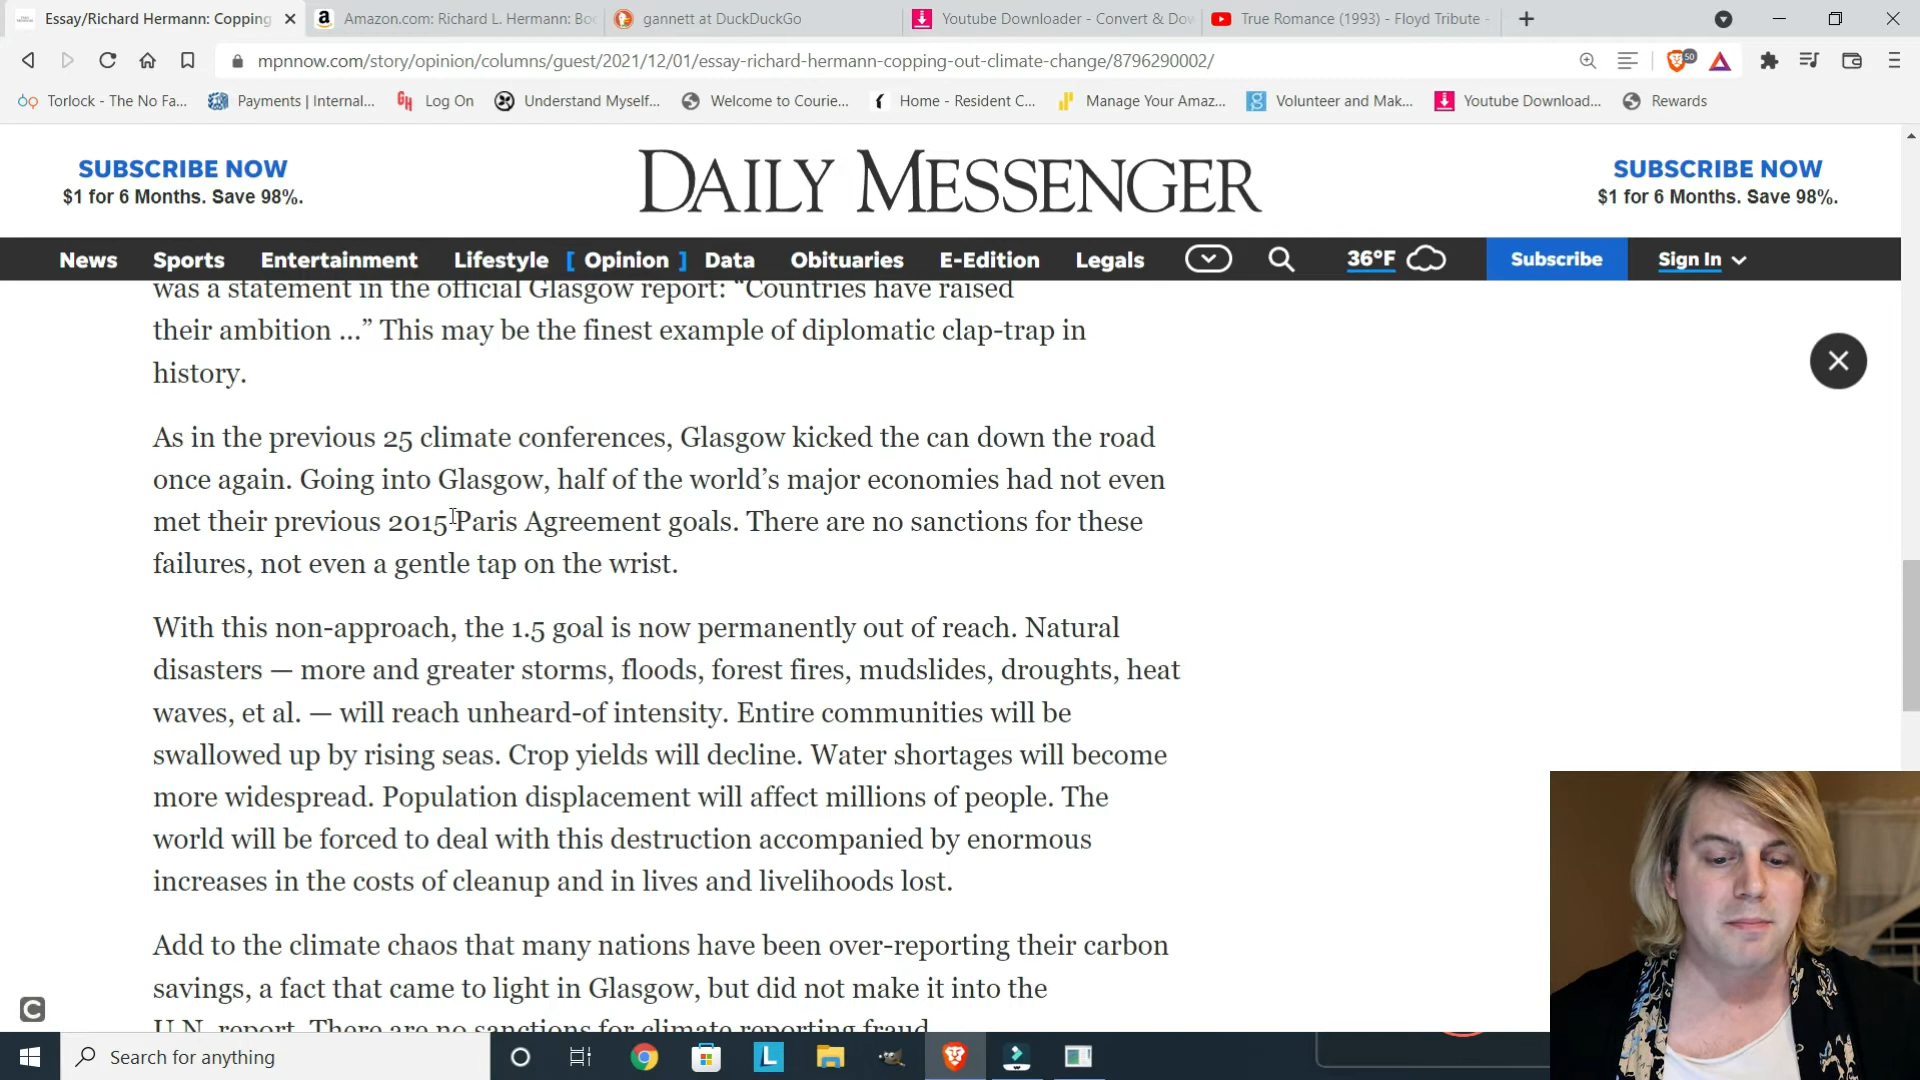 Essay/Richard Hermann: Copping
Amazon.com: Richard L. Hermann: Boo
gannett at DuckDuckGo
Youtube Downloader - Convert & Dow
True Romance (1993) - Floyd Tribute -
mpnnow.com/story/opinion/columns/guest/2021/12/01/essay-richard-hermann-copping-out-climate-change/8796290002/
50
Torlock - The No Fa...
Payments | Internal...
Log On
Understand Myself...
Welcome to Courie...
Home - Resident C...
Manage Your Amaz...
Volunteer and Mak...
Youtube Download...
Rewards
SUBSCRIBE NOW
$1 for 6 Months. Save 98%.
DAILY MESSENGER
SUBSCRIBE NOW
$1 for 6 Months. Save 98%.
News Sports Entertainment Lifestyle [ Opinion ] Data Obituaries E-Edition Legals 36°F Subscribe Sign In
was a statement in the official Glasgow report: “Countries have raised
their ambition ...” This may be the finest example of diplomatic clap-trap in
history.
As in the previous 25 climate conferences, Glasgow kicked the can down the road
once again. Going into Glasgow, half of the world’s major economies had not even
met their previous 2015 Paris Agreement goals. There are no sanctions for these
failures, not even a gentle tap on the wrist.
With this non-approach, the 1.5 goal is now permanently out of reach. Natural
disasters — more and greater storms, floods, forest fires, mudslides, droughts, heat
waves, et al. — will reach unheard-of intensity. Entire communities will be
swallowed up by rising seas. Crop yields will decline. Water shortages will become
more widespread. Population displacement will affect millions of people. The
world will be forced to deal with this destruction accompanied by enormous
increases in the costs of cleanup and in lives and livelihoods lost.
Add to the climate chaos that many nations have been over-reporting their carbon
savings, a fact that came to light in Glasgow, but did not make it into the
U.N. report. There are no sanctions for climate reporting fraud.
Search for anything